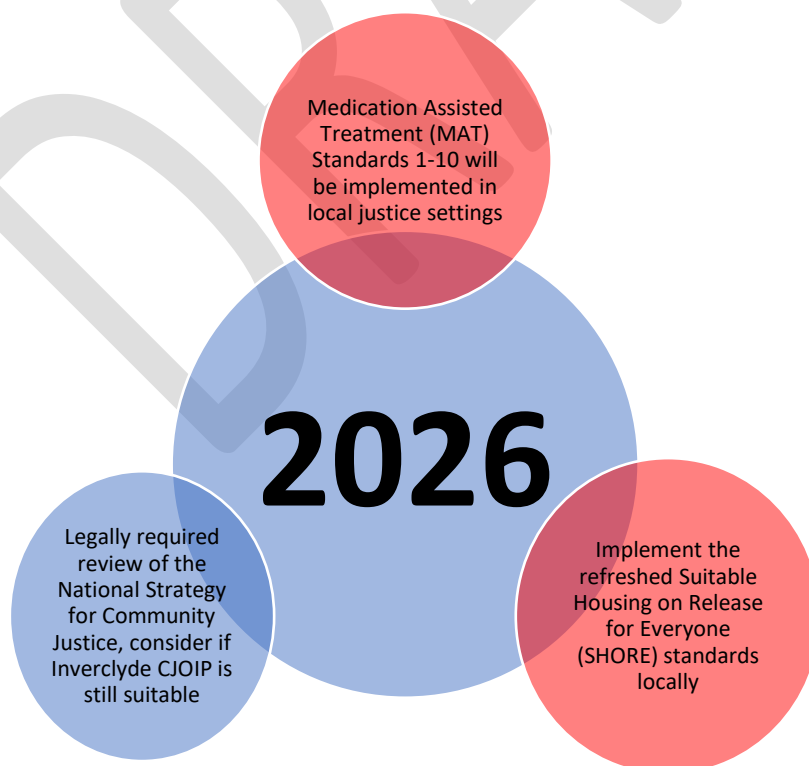 Medication Assisted
Treatment (MAT)
Standards 1-10 will
be implemented in
local justice settings
2026
Legally required
review of the
National Strategy
for Community
Justice, consider if
Inverclyde CJOIP is
still suitable
Implement the
refreshed Suitable
Housing on Release
for Everyone
(SHORE) standards
locally